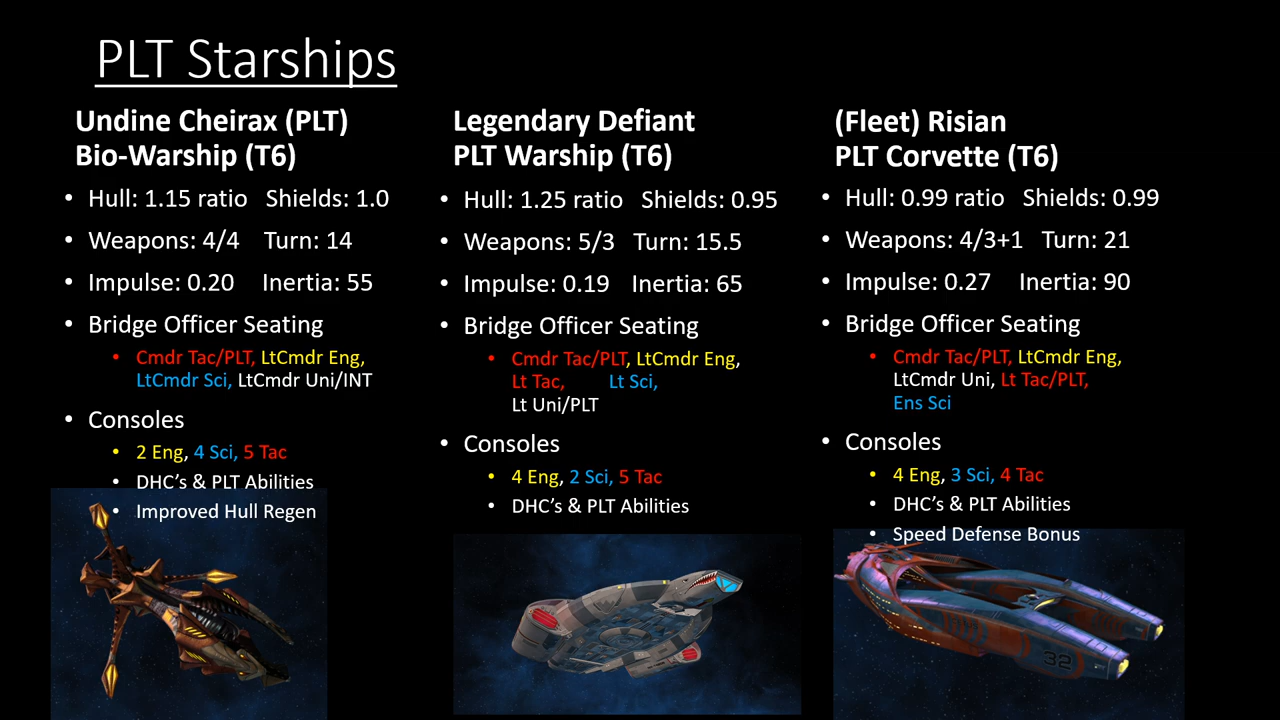 PLT Starships
Undine Cheirax (PLT)
Bio-Warship (T6)
• Hull: 1.15 ratio Shields: 1.0
• Weapons: 4/4 Turn: 14
• Impulse: 0.20 Inertia: 55
• Bridge Officer Seating
• Cmdr Tac/PLT, LtCmdr Eng,
LtCmdr Sci, LtCmdr Uni/INT
• Consoles
• 2 Eng, 4 Sci, 5 Tac
• DHC’s & PLT Abilities
• Improved Hull Regen
Legendary Defiant
PLT Warship (T6)
• Hull: 1.25 ratio Shields: 0.95
• Weapons: 5/3 Turn: 15.5
• Impulse: 0.19 Inertia: 65
• Bridge Officer Seating
• Cmdr Tac/PLT, LtCmdr Eng,
Lt Tac, Lt Sci,
Lt Uni/PLT
• Consoles
• 4 Eng, 2 Sci, 5 Tac
• DHC’s & PLT Abilities
(Fleet) Risian
PLT Corvette (T6)
• Hull: 0.99 ratio Shields: 0.99
• Weapons: 4/3+1 Turn: 21
• Impulse: 0.27 Inertia: 90
• Bridge Officer Seating
• Cmdr Tac/PLT, LtCmdr Eng,
LtCmdr Uni, Lt Tac/PLT,
Ens Sci
• Consoles
• 4 Eng, 3 Sci, 4 Tac
• DHC’s & PLT Abilities
• Speed Defense Bonus
32